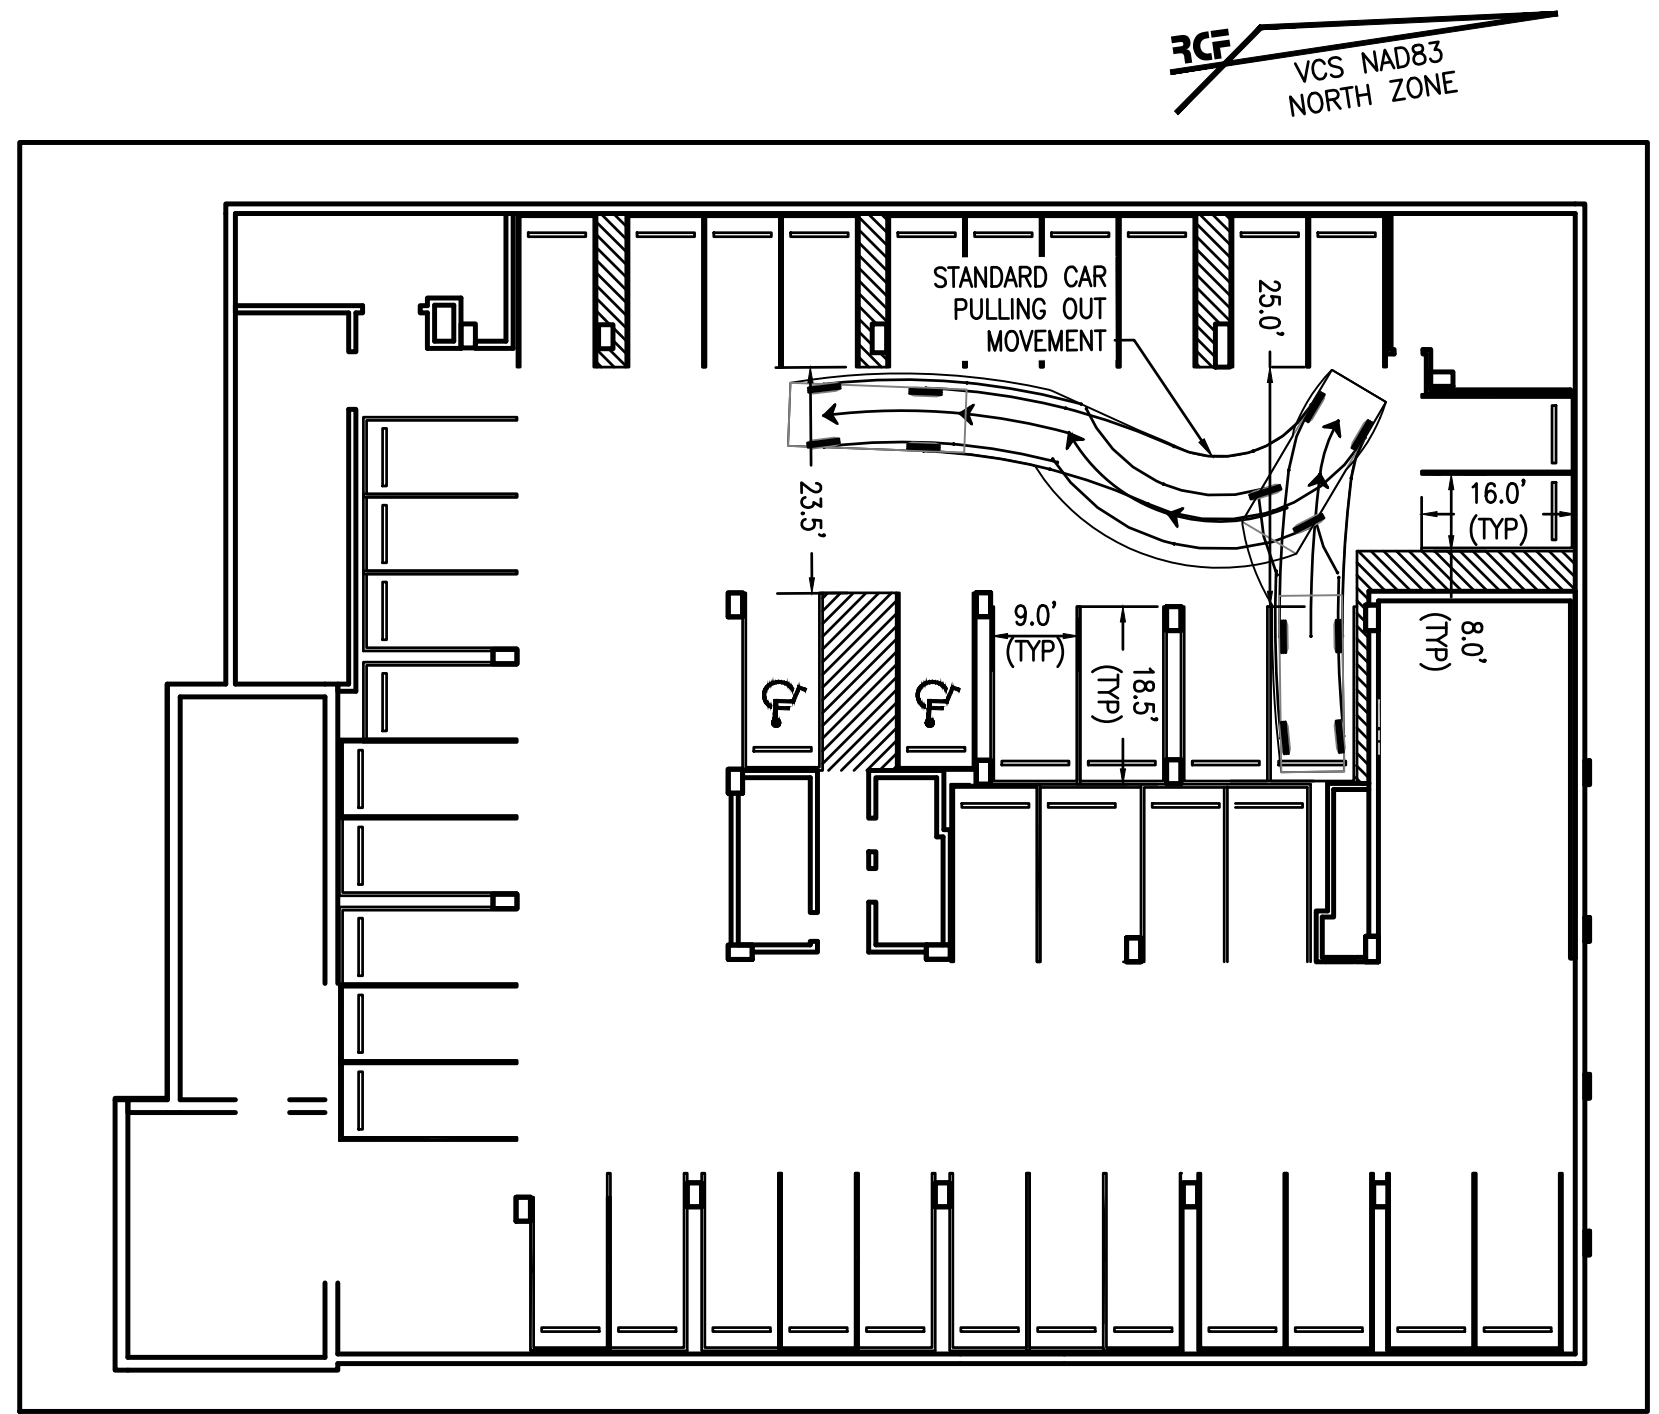 RCF
VCS NAD83
NORTH ZONE
STANDARD CAR
PULLING OUT
MOVEMENT
25.0'
23.5'
16.0'
(TYP)
9.0'
(TYP)
18.5'
(TYP)
8.0'
(TYP)